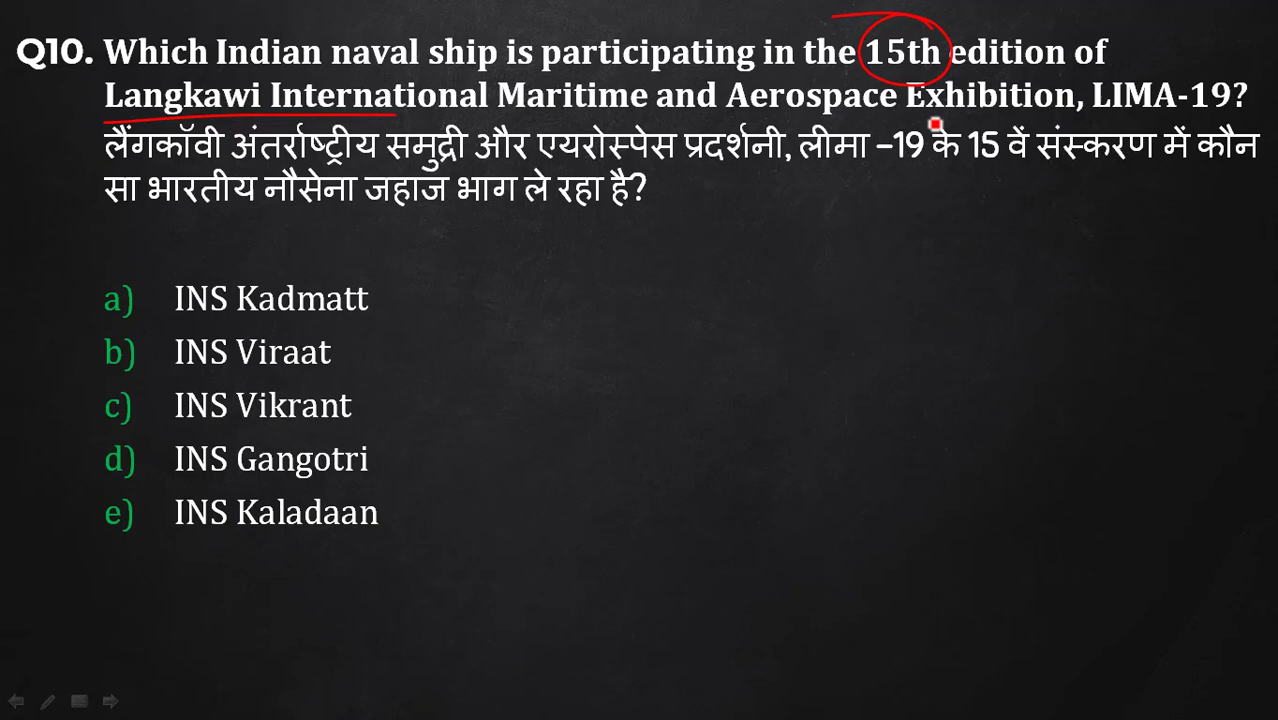 Q10. Which Indian naval ship is participating in the 15th edition of
Langkawi International Maritime and Aerospace Exhibition, LIMA-19?
लैंगकॉवी अंतर्राष्ट्रीय समुद्री और एयरोस्पेस प्रदर्शनी, लीमा –19 के 15 वें संस्करण में कौन
सा भारतीय नौसेना जहाज भाग ले रहा है?
a) INS Kadmatt
b) INS Viraat
c) INS Vikrant
d) INS Gangotri
e) INS Kaladaan